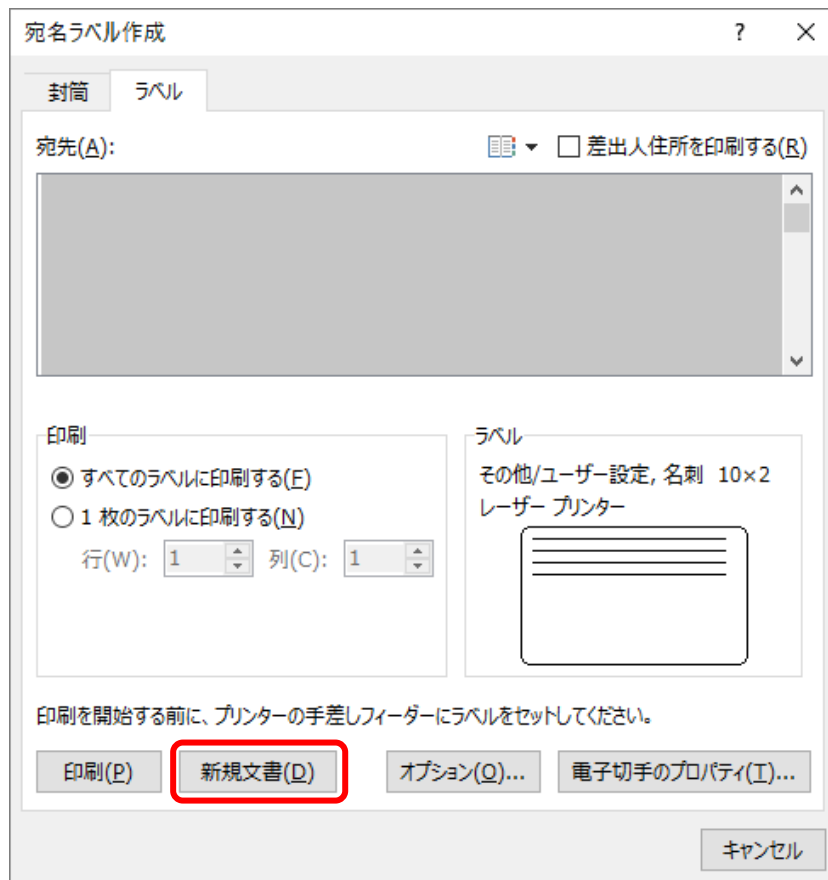 宛名ラベル作成
封筒 ラベル
宛先(A): 差出人住所を印刷する(R)
印刷
すべてのラベルに印刷する(F)
1 枚のラベルに印刷する(N)
行(W): 1 列(C): 1
ラベル
その他/ユーザー設定, 名刺 10×2
レーザー プリンター
印刷を開始する前に、プリンターの手差しフィーダーにラベルをセットしてください。
印刷(P) 新規文書(D) オプション(O)... 電子切手のプロパティ(T)...
キャンセル